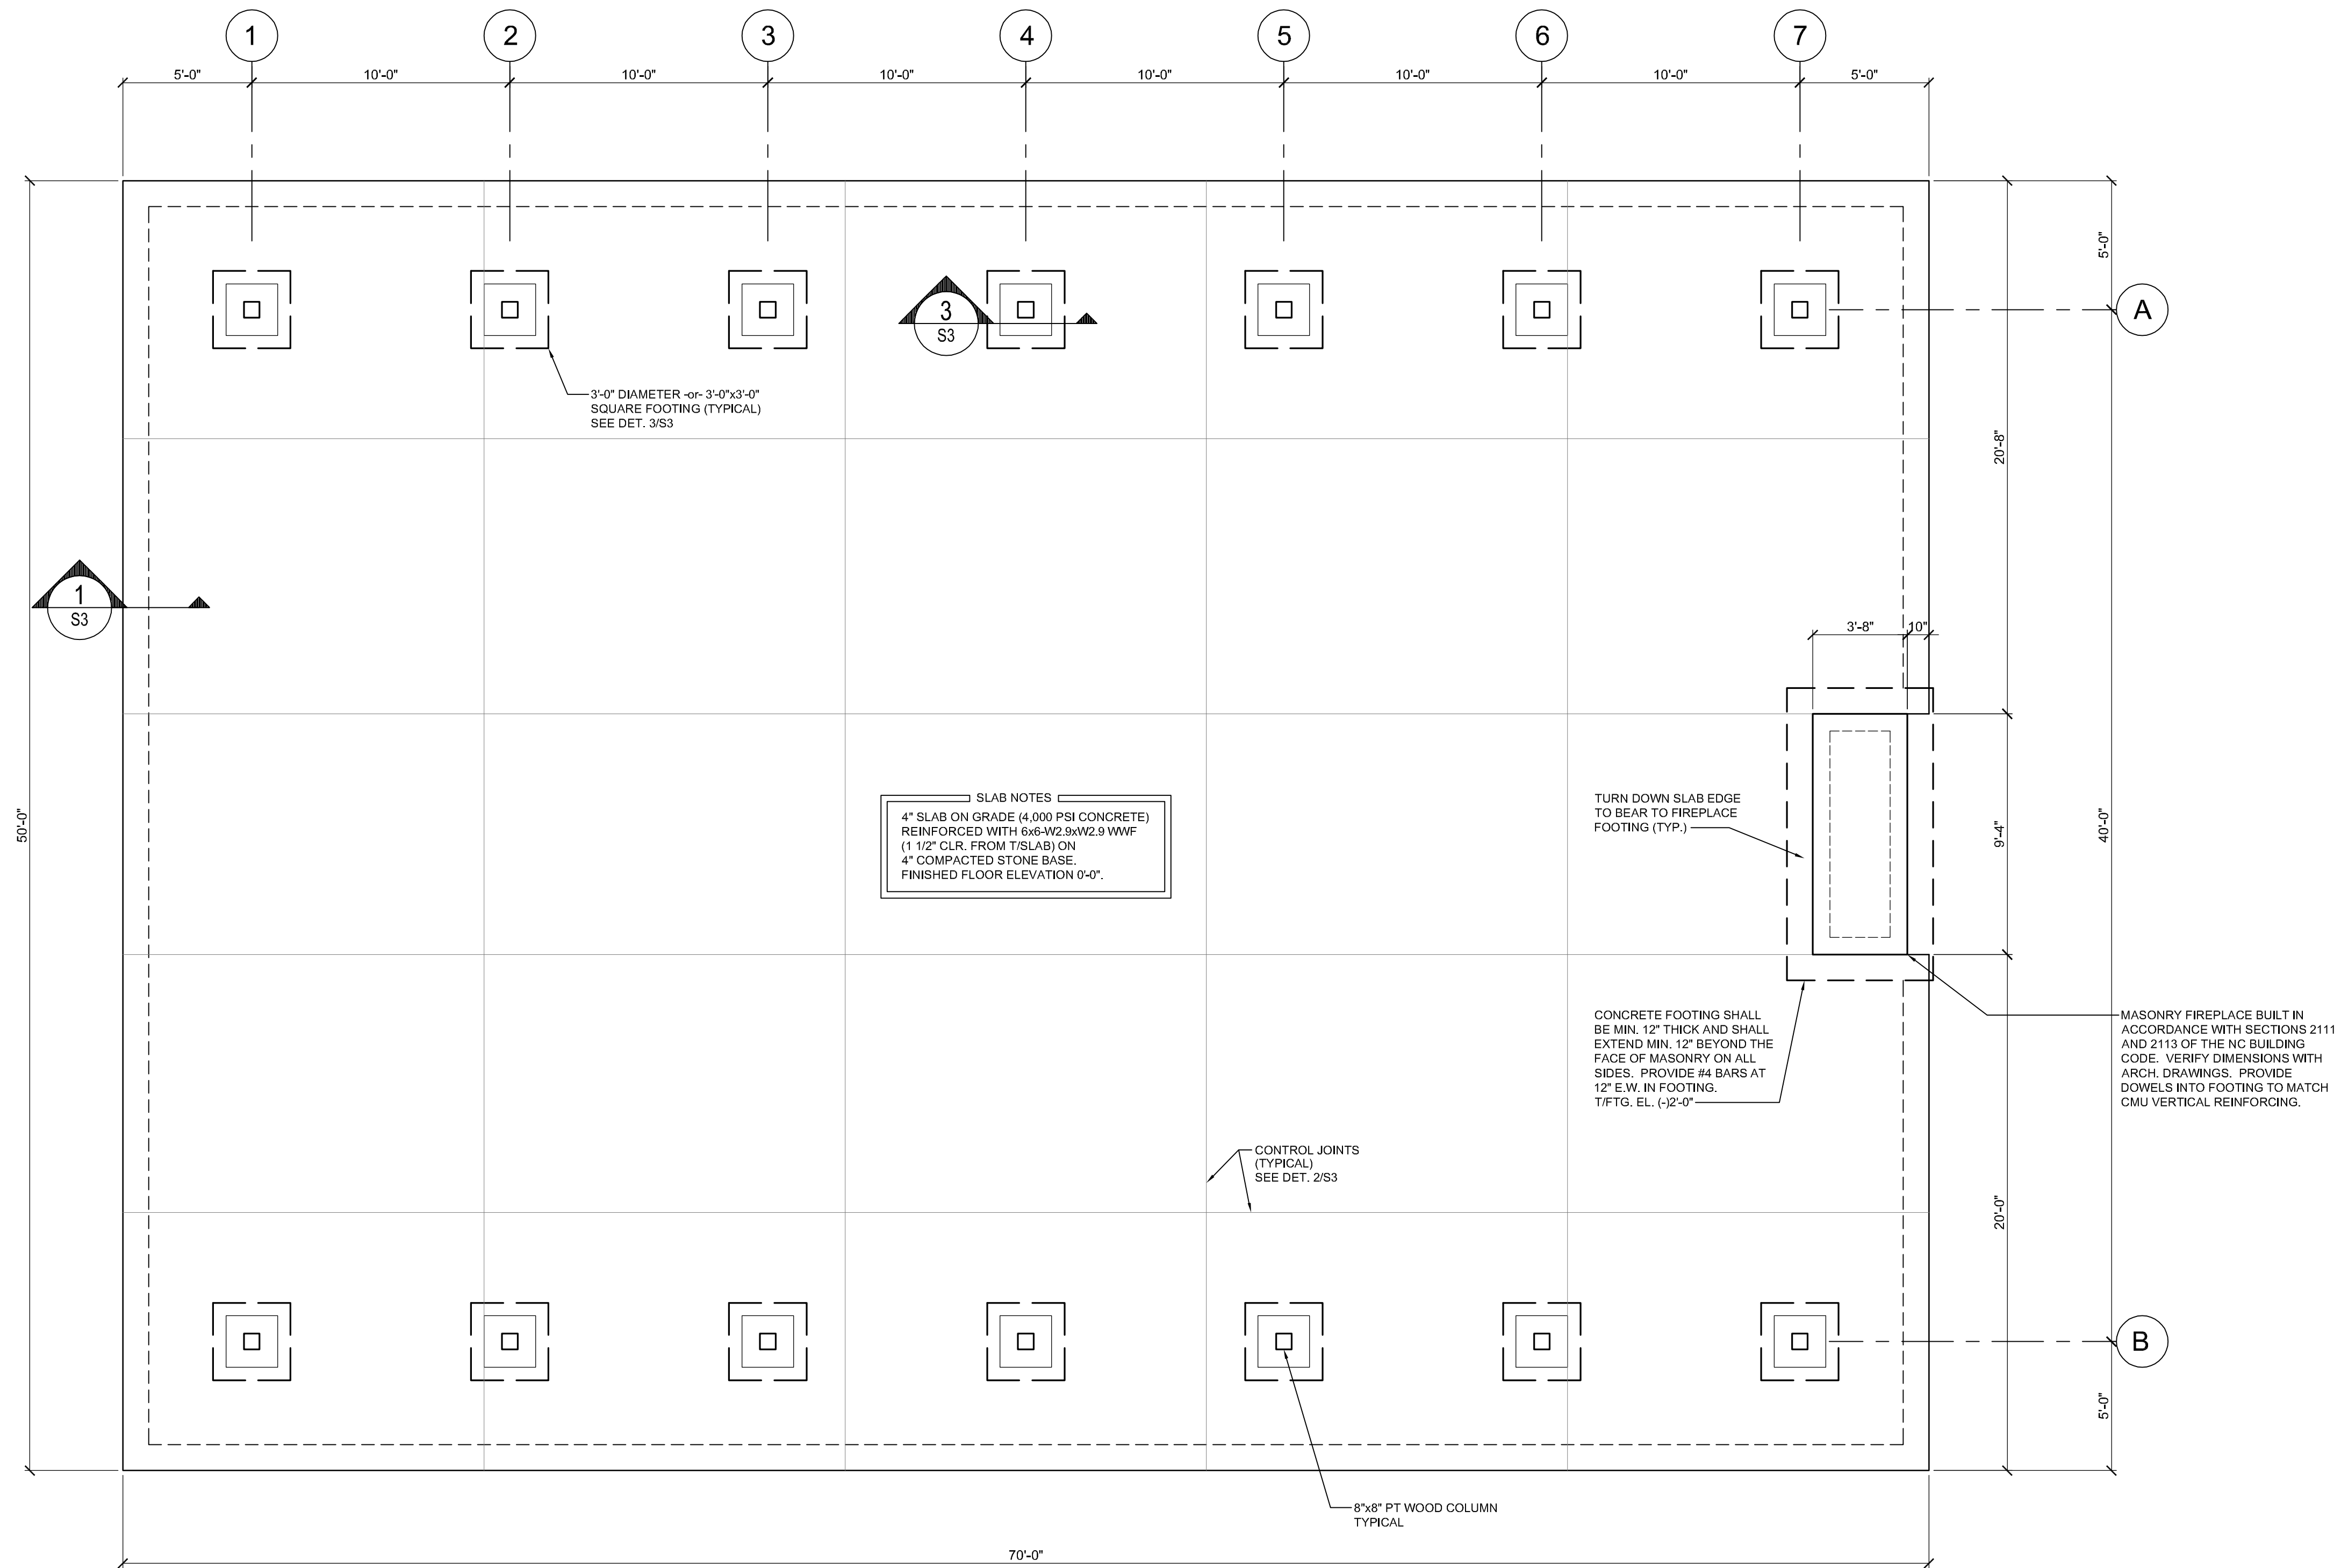 1 2 3 4 5 6 7
5'-0" 10'-0" 10'-0" 10'-0" 10'-0" 10'-0" 10'-0" 5'-0"
5'-0"
A
3
S3
3'-0" DIAMETER -or- 3'-0"x3'-0"
SQUARE FOOTING (TYPICAL)
SEE DET. 3/S3
20'-8"
1
S3
3'-8" 10"
50'-0"
SLAB NOTES
4" SLAB ON GRADE (4,000 PSI CONCRETE)
REINFORCED WITH 6x6-W2.9xW2.9 WWF
(1 1/2" CLR. FROM T/SLAB) ON
4" COMPACTED STONE BASE.
FINISHED FLOOR ELEVATION 0'-0".
TURN DOWN SLAB EDGE
TO BEAR TO FIREPLACE
FOOTING (TYP.)
9'-4"
40'-0"
CONCRETE FOOTING SHALL
BE MIN. 12" THICK AND SHALL
EXTEND MIN. 12" BEYOND THE
FACE OF MASONRY ON ALL
SIDES. PROVIDE #4 BARS AT
12" E.W. IN FOOTING.
T/FTG. EL. (-)2'-0"
MASONRY FIREPLACE BUILT IN
ACCORDANCE WITH SECTIONS 2111
AND 2113 OF THE NC BUILDING
CODE. VERIFY DIMENSIONS WITH
ARCH. DRAWINGS. PROVIDE
DOWELS INTO FOOTING TO MATCH
CMU VERTICAL REINFORCING.
CONTROL JOINTS
(TYPICAL)
SEE DET. 2/S3
20'-0"
B
5'-0"
8"x8" PT WOOD COLUMN
TYPICAL
70'-0"